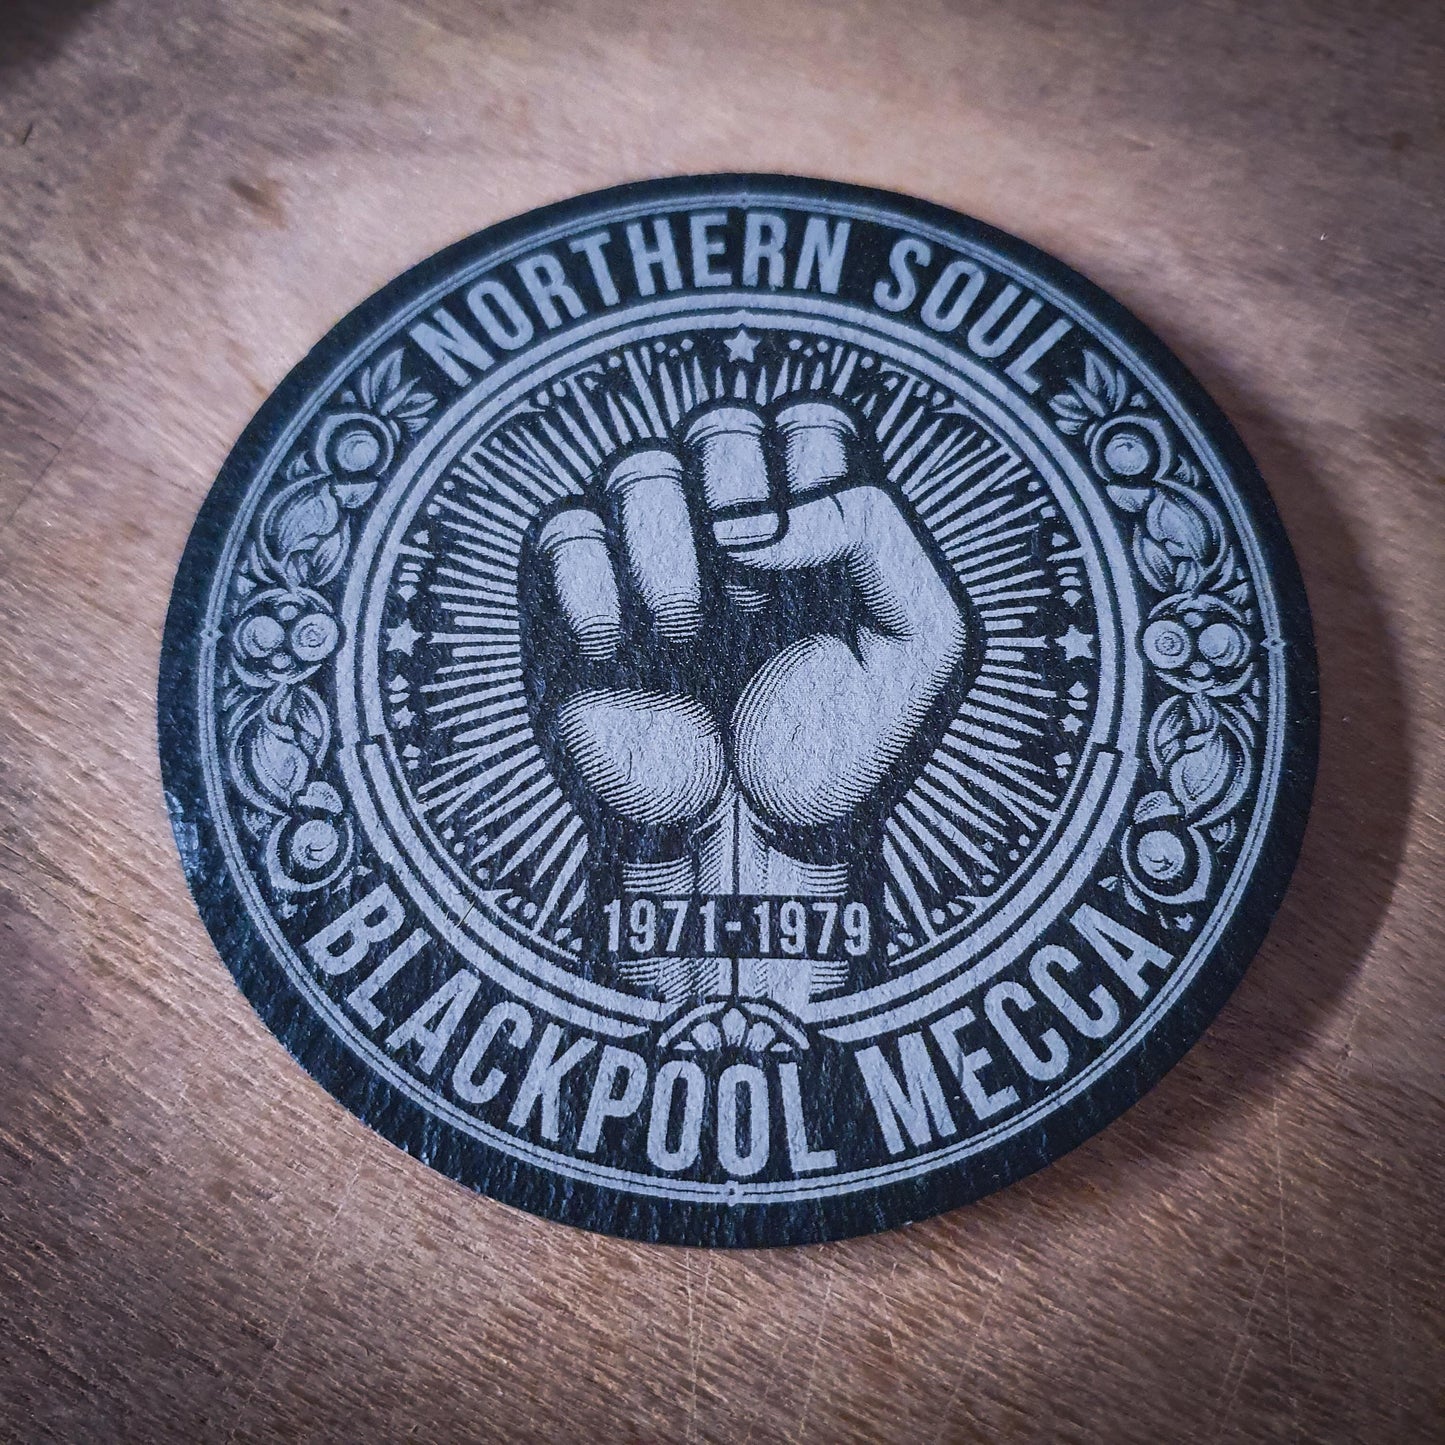 NORTHERN SOUL
1971-1979
BLACKPOOL MECCA